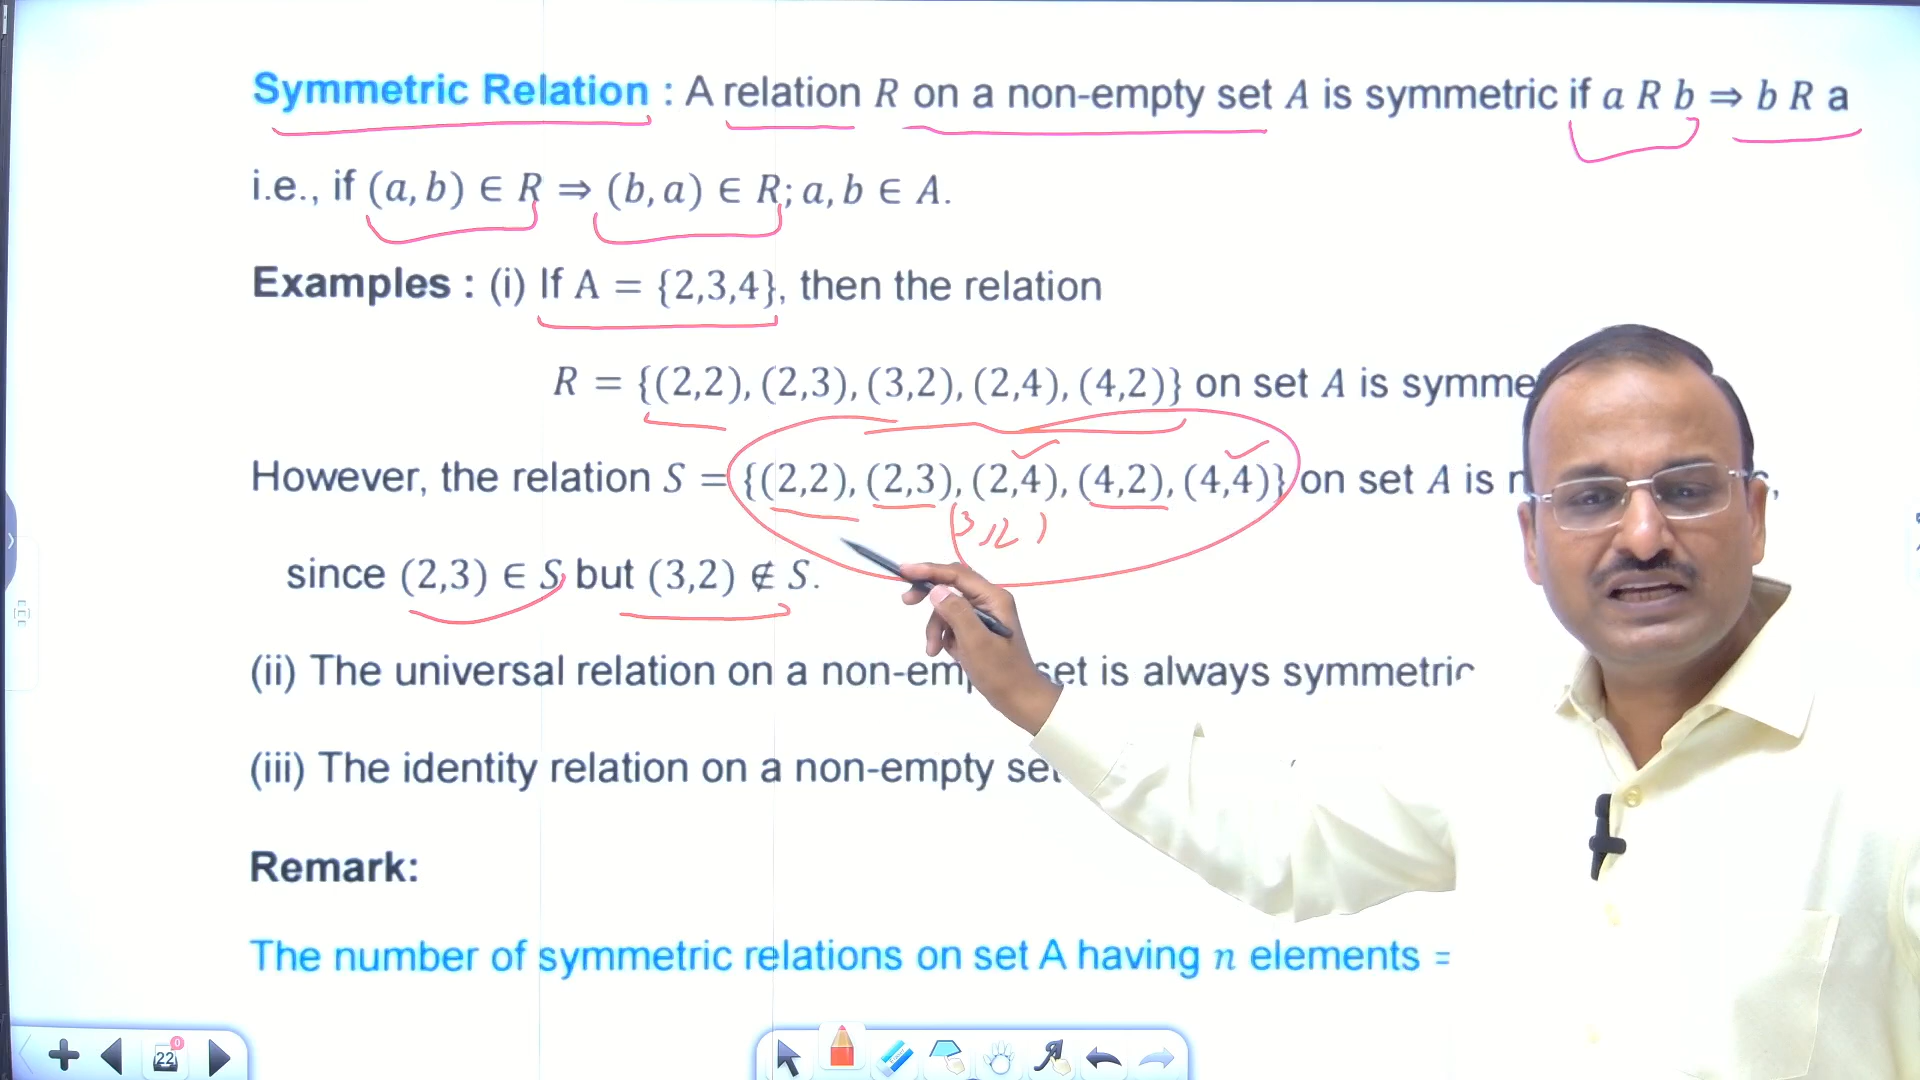 Symmetric Relation : A relation R on a non-empty set A is symmetric if a R b ⇒ b R a
i.e., if (a, b) ∈ R ⇒ (b, a) ∈ R; a, b ∈ A.
Examples : (i) If A = {2,3,4}, then the relation
R = {(2,2), (2,3), (3,2), (2,4), (4,2)} on set A is symme
However, the relation S = {(2,2), (2,3), (2,4), (4,2), (4,4)} on set A is
(3,2)
since (2,3) ∈ S but (3,2) ∉ S.
(ii) The universal relation on a non-em set is always symmetric
(iii) The identity relation on a non-empty set
Remark:
The number of symmetric relations on set A having n elements =
22
0